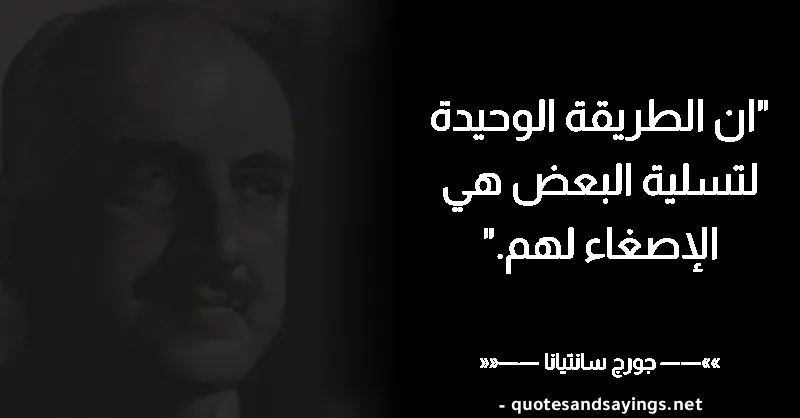 "ان الطريقة الوحيدة
لتسلية البعض هي
الإصغاء لهم."
»»—— جورج سانتيانا ——««
- quotesandsayings.net